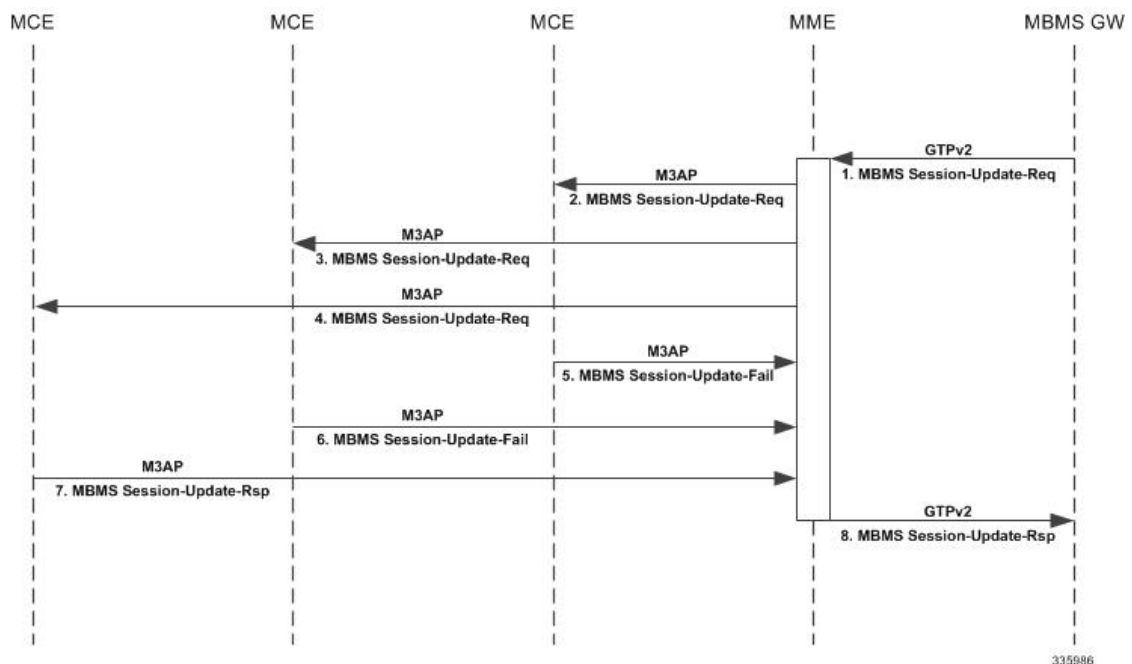 MCE MCE MCE MME MBMS GW
GTPv2
1. MBMS Session-Update-Req
M3AP
2. MBMS Session-Update-Req
M3AP
3. MBMS Session-Update-Req
M3AP
4. MBMS Session-Update-Req
M3AP
5. MBMS Session-Update-Fail
M3AP
6. MBMS Session-Update-Fail
M3AP
7. MBMS Session-Update-Rsp
GTPv2
8. MBMS Session-Update-Rsp
335986